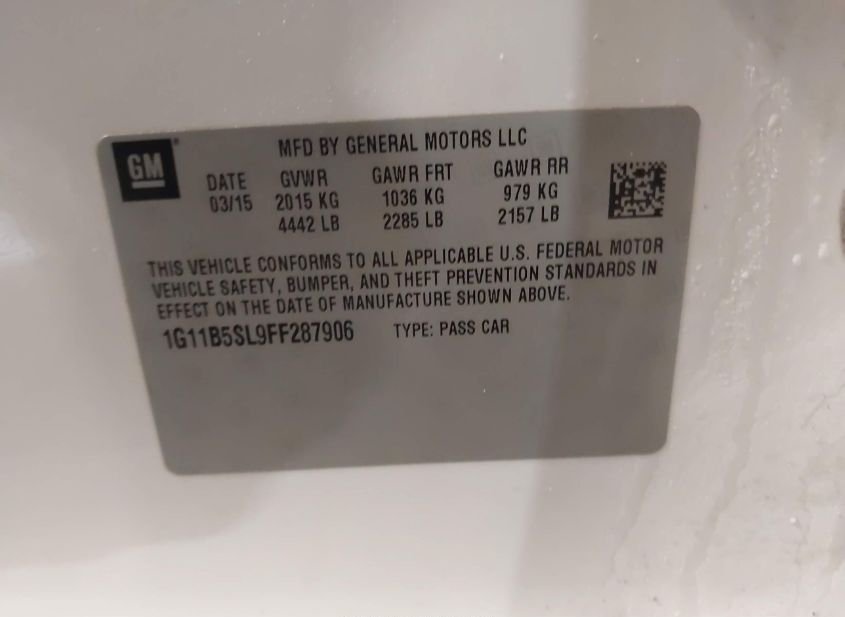 GM
MFD BY GENERAL MOTORS LLC
DATE GVWR GAWR FRT GAWR RR
03/15 2015 KG 1036 KG 979 KG
4442 LB 2285 LB 2157 LB
THIS VEHICLE CONFORMS TO ALL APPLICABLE U.S. FEDERAL MOTOR
VEHICLE SAFETY, BUMPER, AND THEFT PREVENTION STANDARDS IN
EFFECT ON THE DATE OF MANUFACTURE SHOWN ABOVE.
1G11B5SL9FF287906 TYPE: PASS CAR